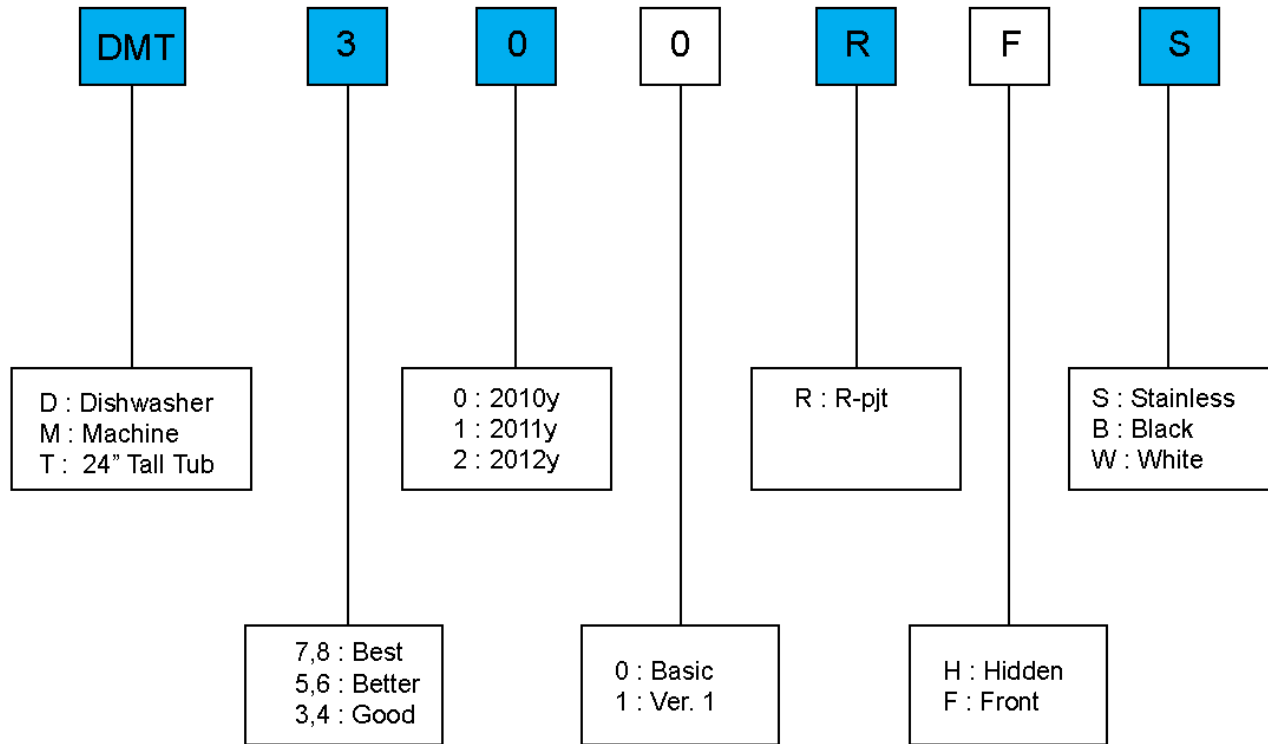 DMT
3
0
0
R
F
S
D : Dishwasher
M : Machine
T :  24” Tall Tub
0 : 2010y
1 : 2011y
2 : 2012y
R : R-pjt
S : Stainless
B : Black
W : White
7,8 : Best
5,6 : Better
3,4 : Good
0 : Basic
1 : Ver. 1
H : Hidden
F : Front